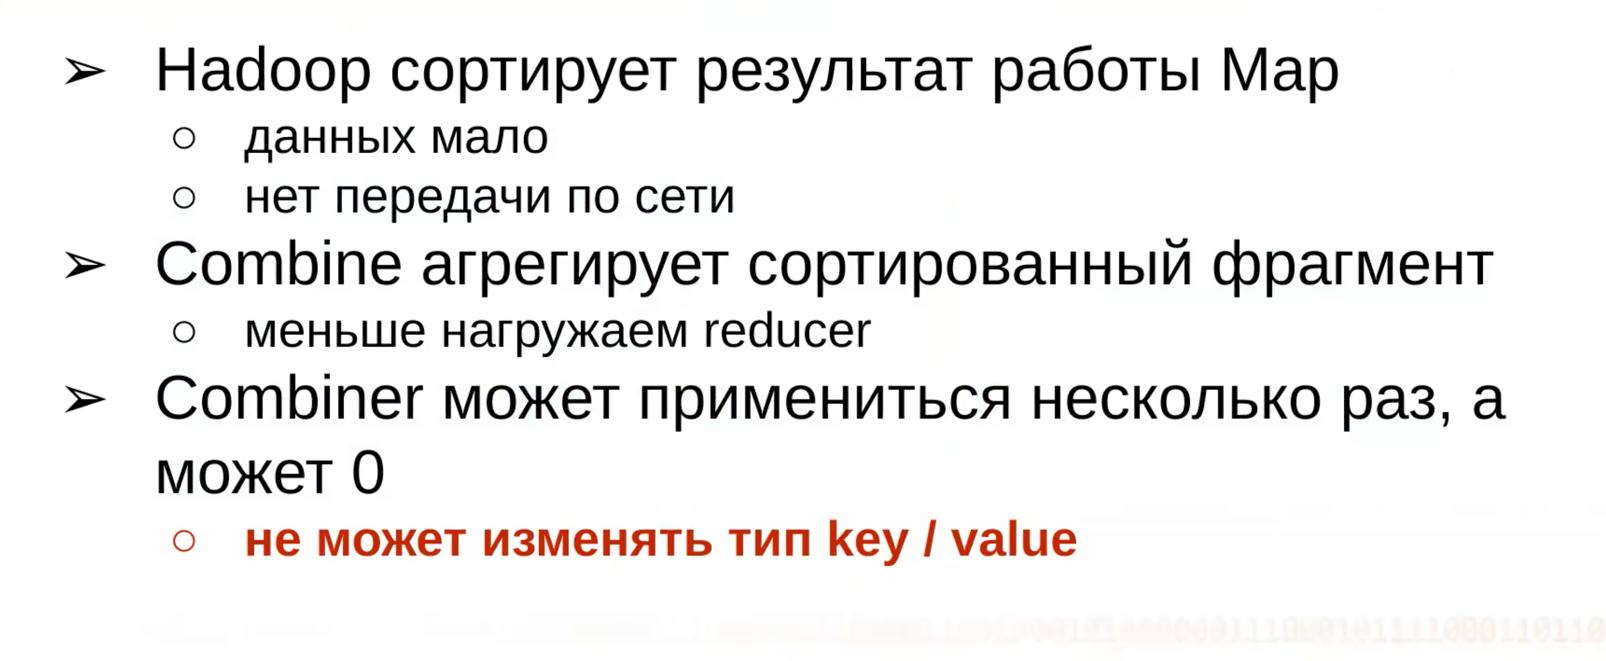 ➢ Hadoop сортирует результат работы Map
○ данных мало
○ нет передачи по сети
➢ Combine агрегирует сортированный фрагмент
○ меньше нагружаем reducer
➢ Combiner может примениться несколько раз, а
может 0
○ не может изменять тип key / value